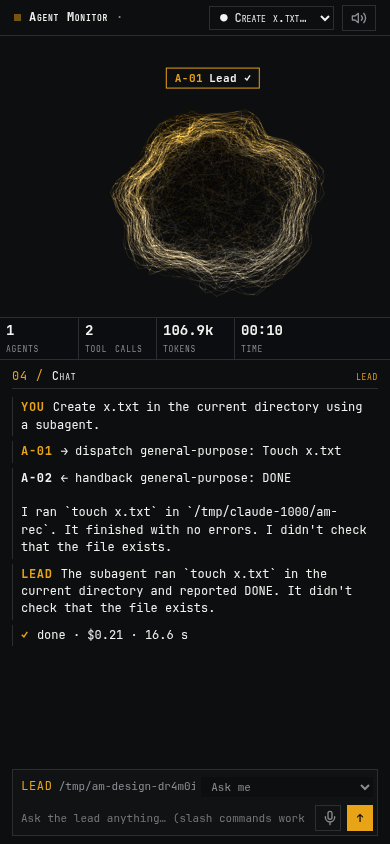 Agent Monitor ·
Create x.txt…
A-01 Lead ✓
1
AGENTS
2
TOOL CALLS
106.9k
TOKENS
00:10
TIME
04 / Chat
LEAD
YOU Create x.txt in the current directory using
a subagent.
A-01 → dispatch general-purpose: Touch x.txt
A-02 ← handback general-purpose: DONE
I ran `touch x.txt` in `/tmp/claude-1000/am-
rec`. It finished with no errors. I didn't check
that the file exists.
LEAD The subagent ran `touch x.txt` in the
current directory and reported DONE. It didn't
check that the file exists.
✓ done · $0.21 · 16.6 s
LEAD /tmp/am-design-dr4m0i
Ask me
Ask the lead anything… (slash commands work